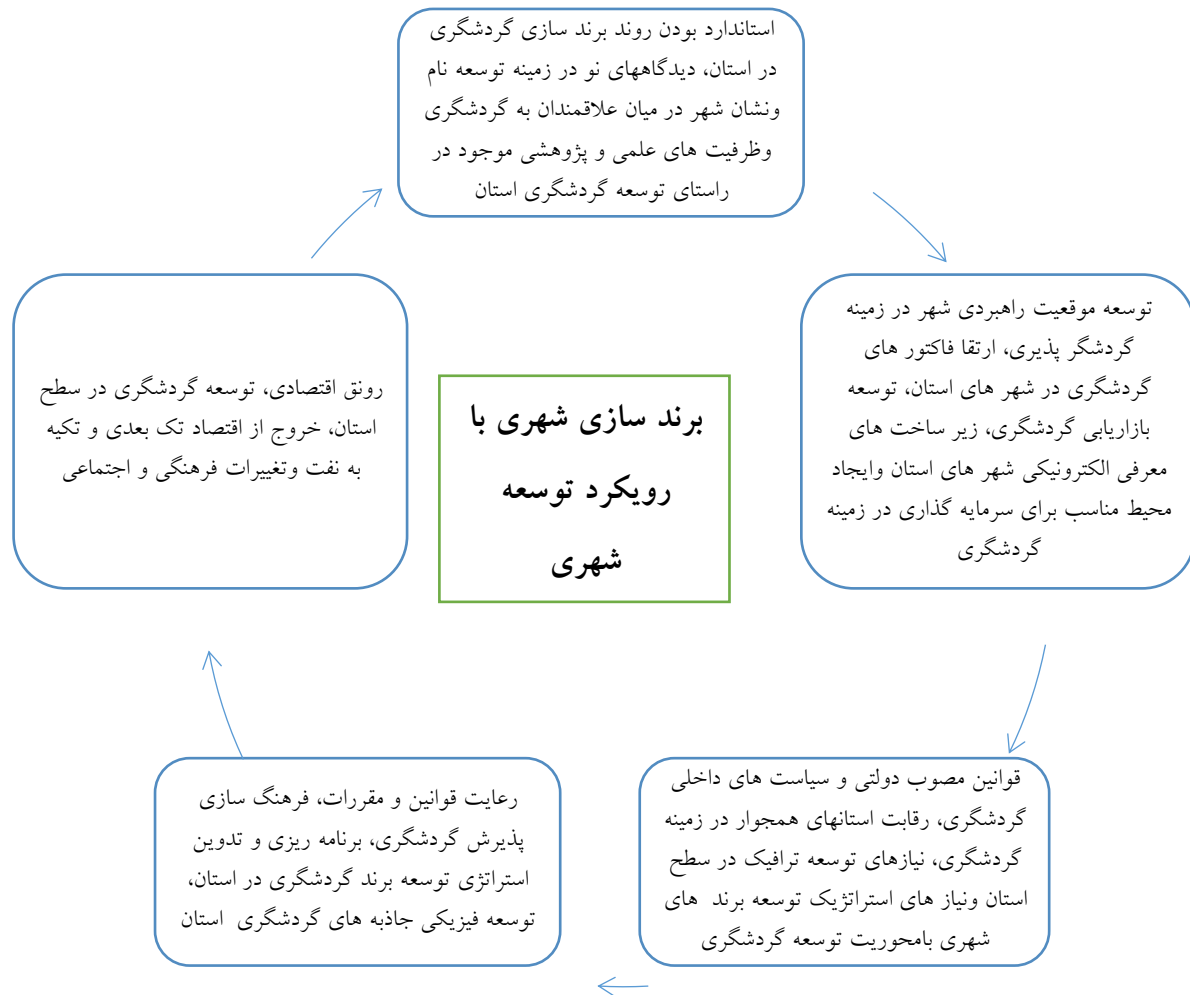 استاندارد بودن روند برند سازی گردشگری
در استان، دیدگاههای نو در زمینه توسعه نام
ونشان شهر در میان علاقمندان به گردشگری
وظرفیت های علمی و پژوهشی موجود در
راستای توسعه گردشگری استان
توسعه موقعیت راهبردی شهر در زمینه
گردشگر پذیری، ارتقا فاکتور های
گردشگری در شهر های استان، توسعه
بازاریابی گردشگری، زیر ساخت های
معرفی الکترونیکی شهر های استان وایجاد
محیط مناسب برای سرمایه گذاری در زمینه
گردشگری
برند سازی شهری با
رویکرد توسعه
شهری
رونق اقتصادی، توسعه گردشگری در سطح
استان، خروج از اقتصاد تک بعدی و تکیه
به نفت وتغییرات فرهنگی و اجتماعی
قوانین مصوب دولتی و سیاست های داخلی
گردشگری، رقابت استانهای همجوار در زمینه
گردشگری، نیازهای توسعه ترافیک در سطح
استان ونیاز های استراتژیک توسعه برند های
شهری بامحوریت توسعه گردشگری
رعایت قوانین و مقررات، فرهنگ سازی
پذیرش گردشگری، برنامه ریزی و تدوین
استراتژی توسعه برند گردشگری در استان،
توسعه فیزیکی جاذبه های گردشگری استان